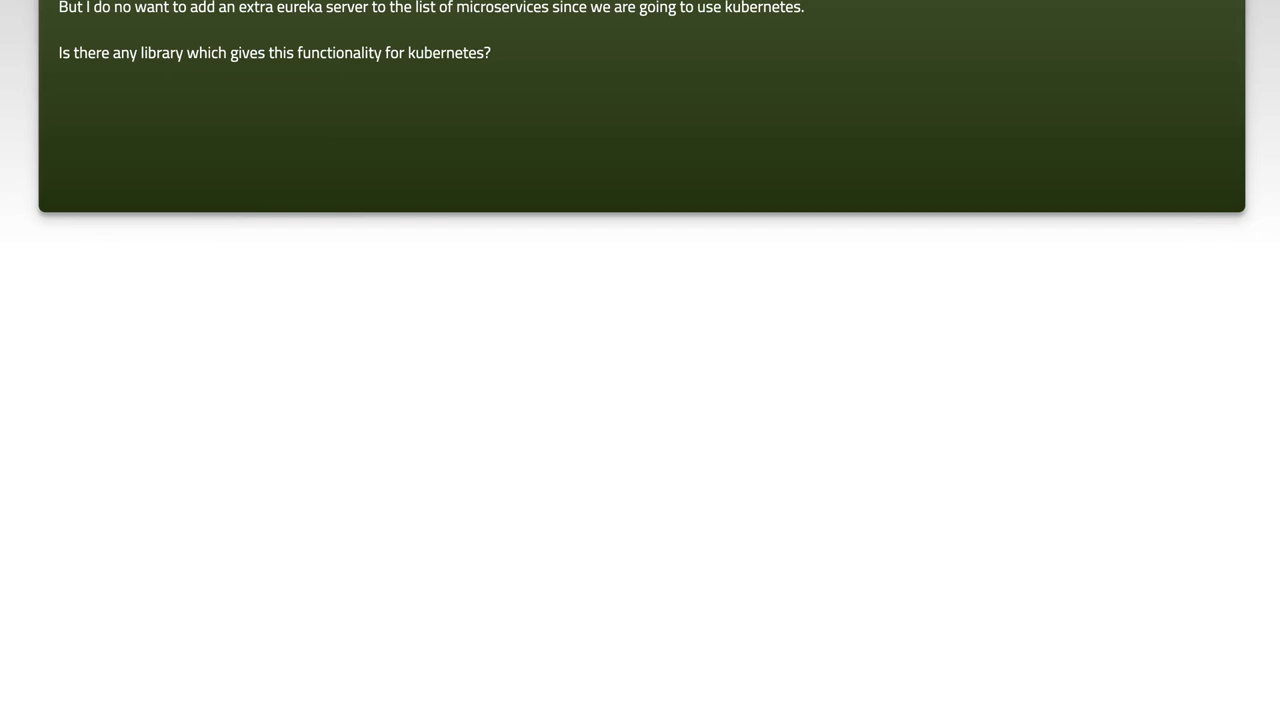 But I do no want to add an extra eureka server to the list of microservices since we are going to use kubernetes.
Is there any library which gives this functionality for kubernetes?